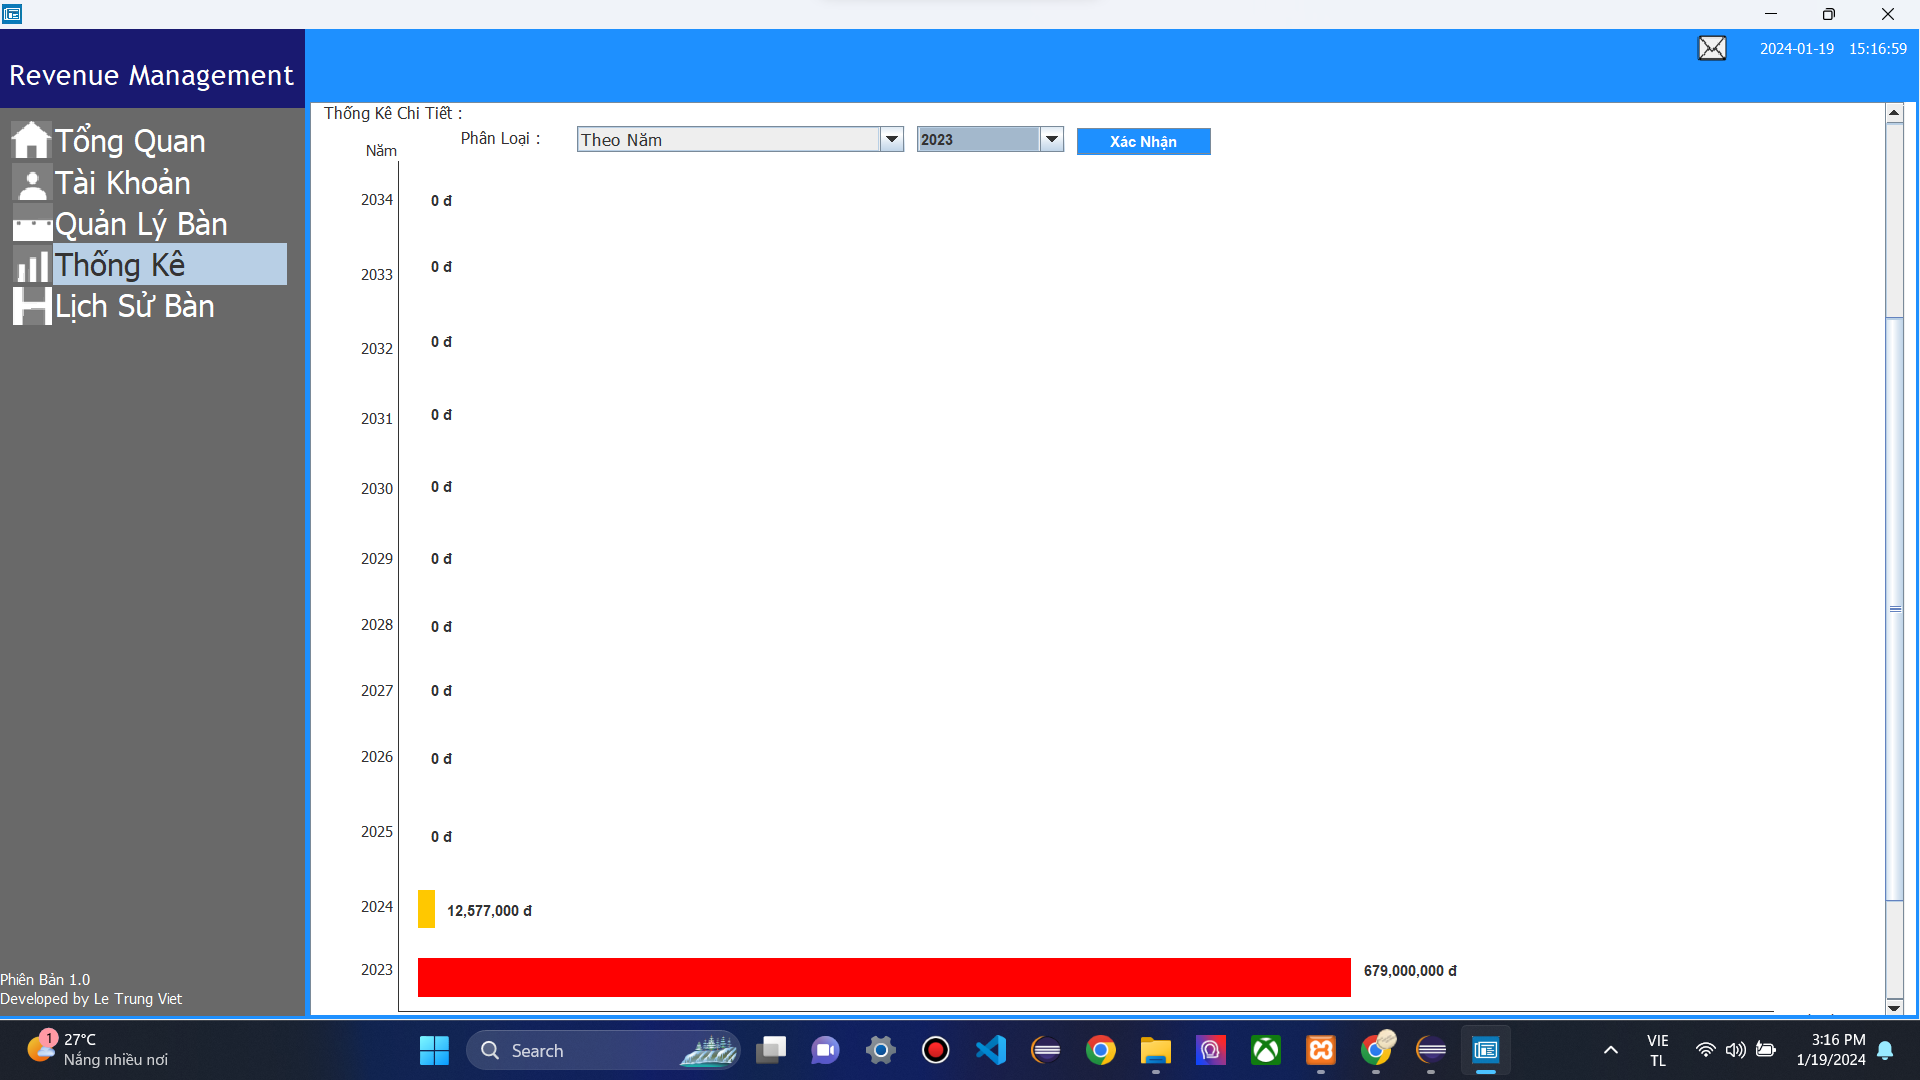 2024-01-19 15:16:59
Revenue Management
Tổng Quan
Tài Khoản
Quản Lý Bàn
Thống Kê
Lịch Sử Bàn
Phiên Bản 1.0
Developed by Le Trung Viet
Thống Kê Chi Tiết :
Phân Loại :
Theo Năm
2023
Xác Nhận
Năm
2034 0 đ
2033 0 đ
2032 0 đ
2031 0 đ
2030 0 đ
2029 0 đ
2028 0 đ
2027 0 đ
2026 0 đ
2025 0 đ
2024 12,577,000 đ
2023 679,000,000 đ
1
27°C
Nắng nhiều nơi
Search
VIE
TL
3:16 PM
1/19/2024